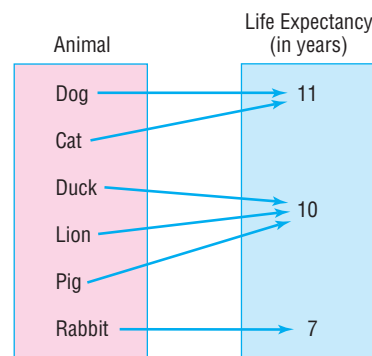 Life Expectancy
Animal
(in years)
Dog
11
Cat
Duck
10
Lion
Pig
Rabbit
7